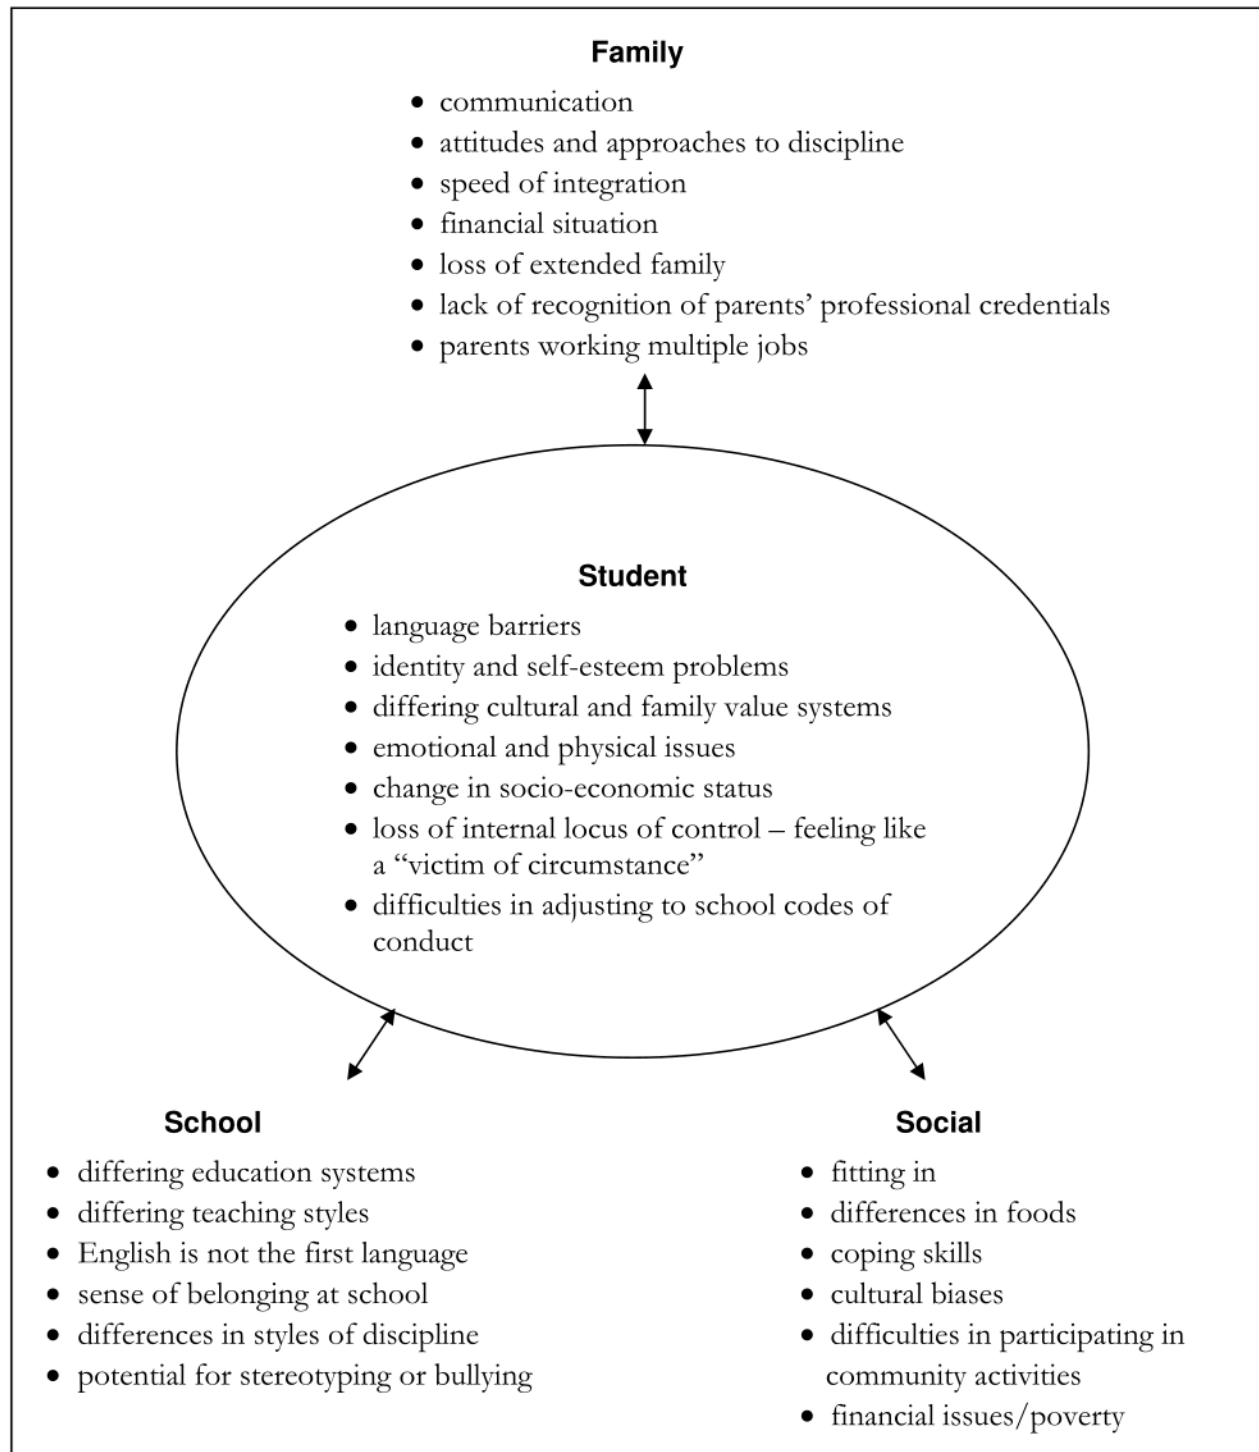 Family
• communication
• attitudes and approaches to discipline
• speed of integration
• financial situation
• loss of extended family
• lack of recognition of parents’ professional credentials
• parents working multiple jobs
Student
• language barriers
• identity and self-esteem problems
• differing cultural and family value systems
• emotional and physical issues
• change in socio-economic status
• loss of internal locus of control – feeling like
a “victim of circumstance”
• difficulties in adjusting to school codes of
conduct
School
• differing education systems
• differing teaching styles
• English is not the first language
• sense of belonging at school
• differences in styles of discipline
• potential for stereotyping or bullying
Social
• fitting in
• differences in foods
• coping skills
• cultural biases
• difficulties in participating in
community activities
• financial issues/poverty